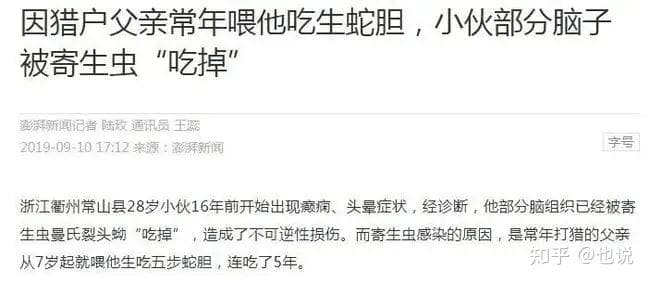 因猎户父亲常年喂他吃生蛇胆，小伙部分脑子
被寄生虫“吃掉”
澎湃新闻记者 陆玫 通讯员 王蕊
2019-09-10 17:12 来源：澎湃新闻
字号
浙江衢州常山县28岁小伙16年前开始出现癫痫、头晕症状，经诊断，他部分脑组织已经被寄
生虫曼氏裂头蚴“吃掉”，造成了不可逆性损伤。而寄生虫感染的原因，是常年打猎的父亲
从7岁起就喂他生吃五步蛇胆，连吃了5年。
知乎 @也说